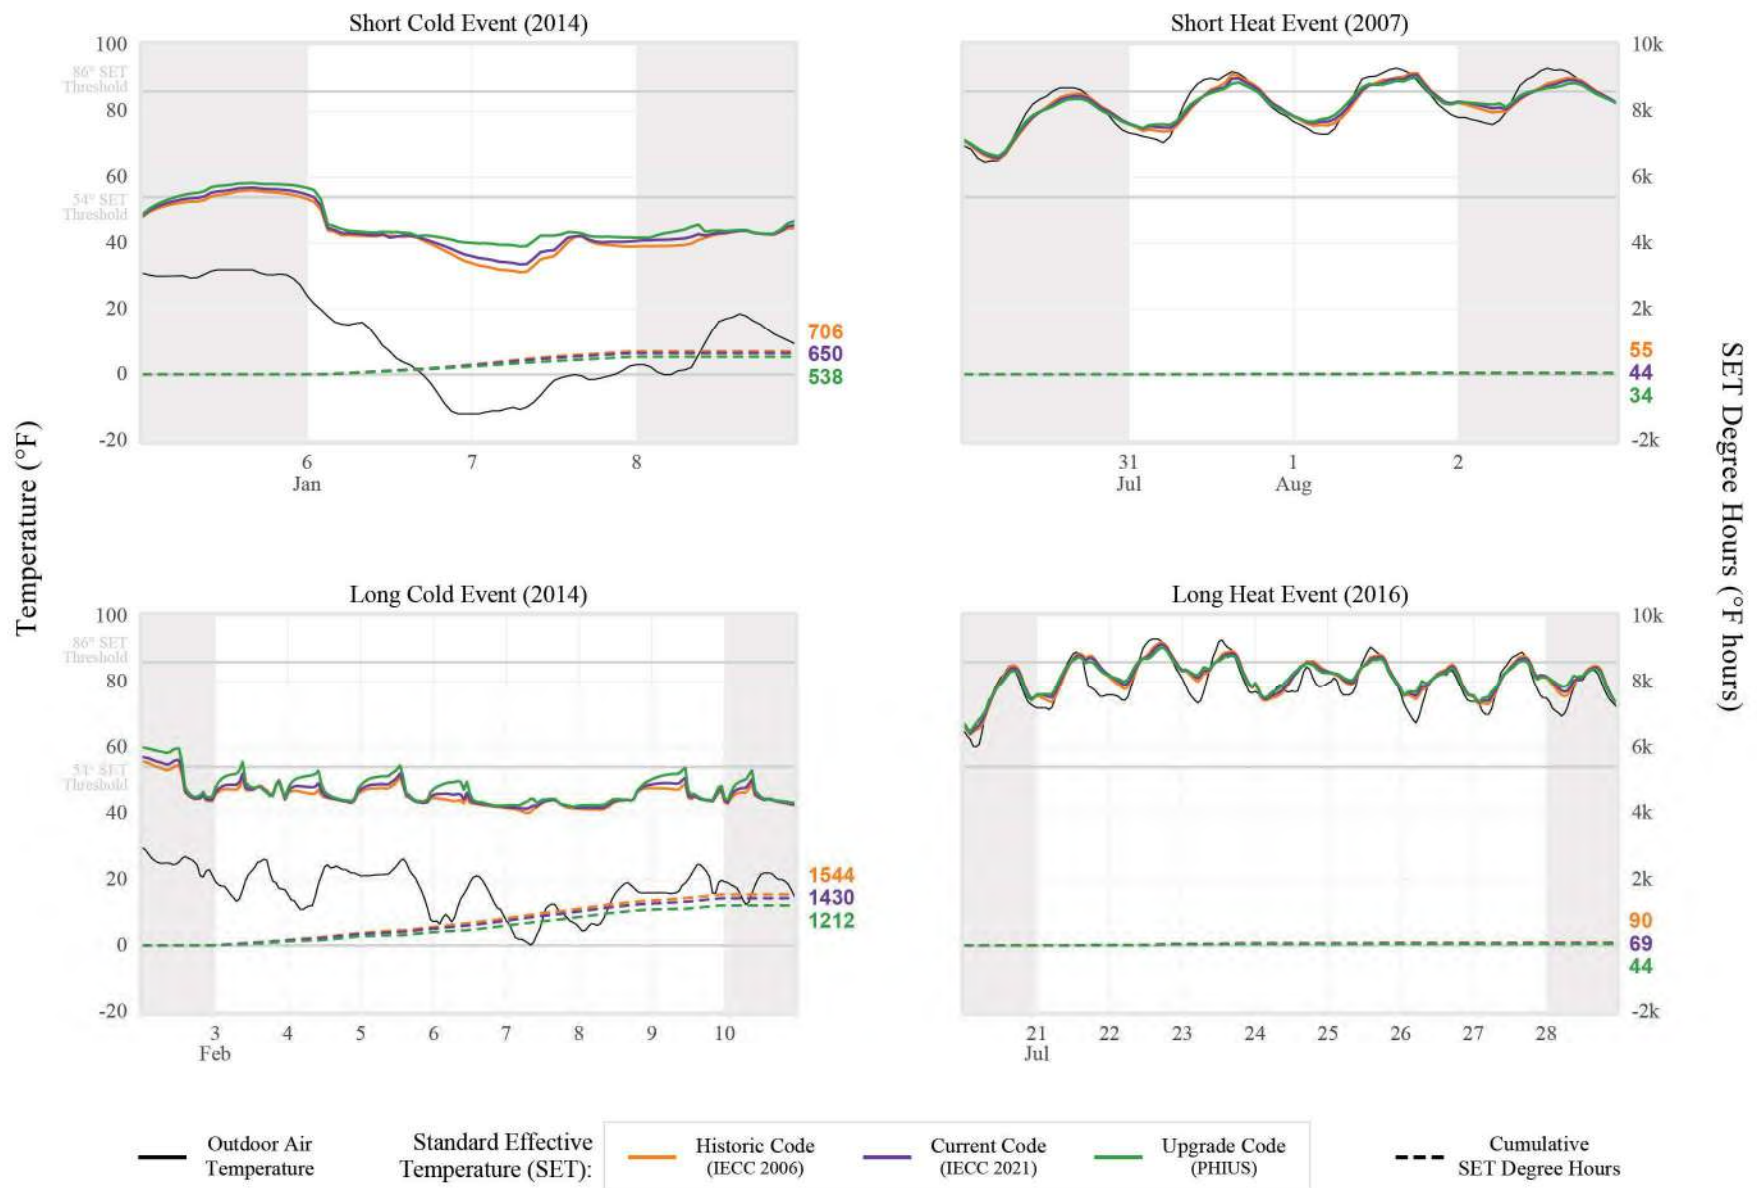 Short Cold Event (2014)
100
86° SET
Threshold
80
60
54° SET
Threshold
40
20
0
-20
6
7
8
Jan
706
650
538
Short Heat Event (2007)
10k
8k
6k
4k
2k
-2k
31
1
2
Jul
Aug
55
44
34
Temperature (°F)
SET Degree Hours (°F hours)
Long Cold Event (2014)
100
86° SET
Threshold
80
60
54° SET
Threshold
40
20
0
-20
3
4
5
6
7
8
9
10
Feb
1544
1430
1212
Long Heat Event (2016)
10k
8k
6k
4k
2k
-2k
21
22
23
24
25
26
27
28
Jul
90
69
44
Outdoor Air
Temperature
Standard Effective
Temperature (SET):
Historic Code
(IECC 2006)
Current Code
(IECC 2021)
Upgrade Code
(PHIUS)
Cumulative
SET Degree Hours